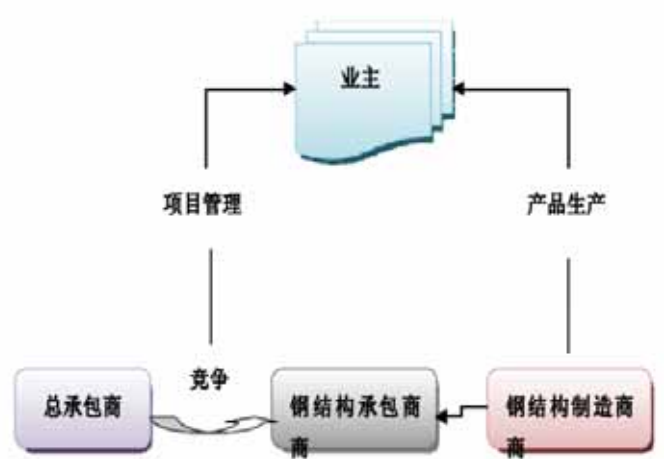 业主
项目管理
产品生产
竞争
总承包商
钢结构承包商
商
钢结构制造商
商